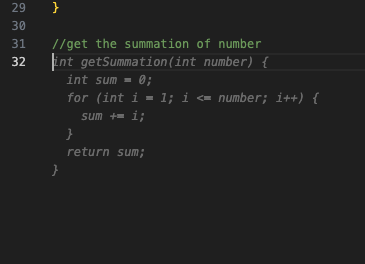 29 }
30
31 //get the summation of number
32 int getSummation(int number) {
int sum = 0;
for (int i = 1; i <= number; i++) {
sum += i;
}
return sum;
}